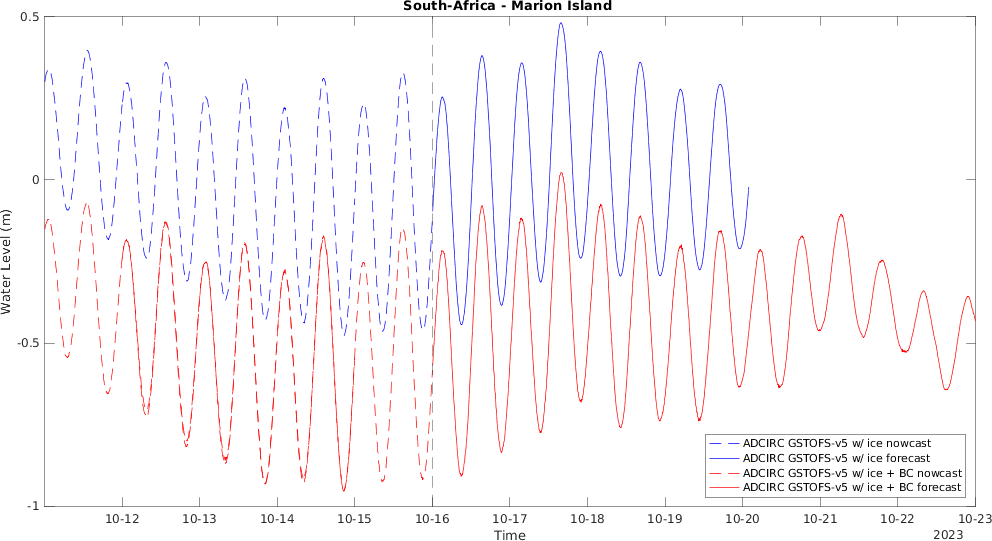 South-Africa - Marion Island
0.5
0
-0.5
-1
Water Level (m)
10-12 10-13 10-14 10-15 10-16 10-17 10-18 10-19 10-20 10-21 10-22 10-23
Time
2023
ADCIRC GSTOFS-v5 w/ ice nowcast
ADCIRC GSTOFS-v5 w/ ice forecast
ADCIRC GSTOFS-v5 w/ ice + BC nowcast
ADCIRC GSTOFS-v5 w/ ice + BC forecast